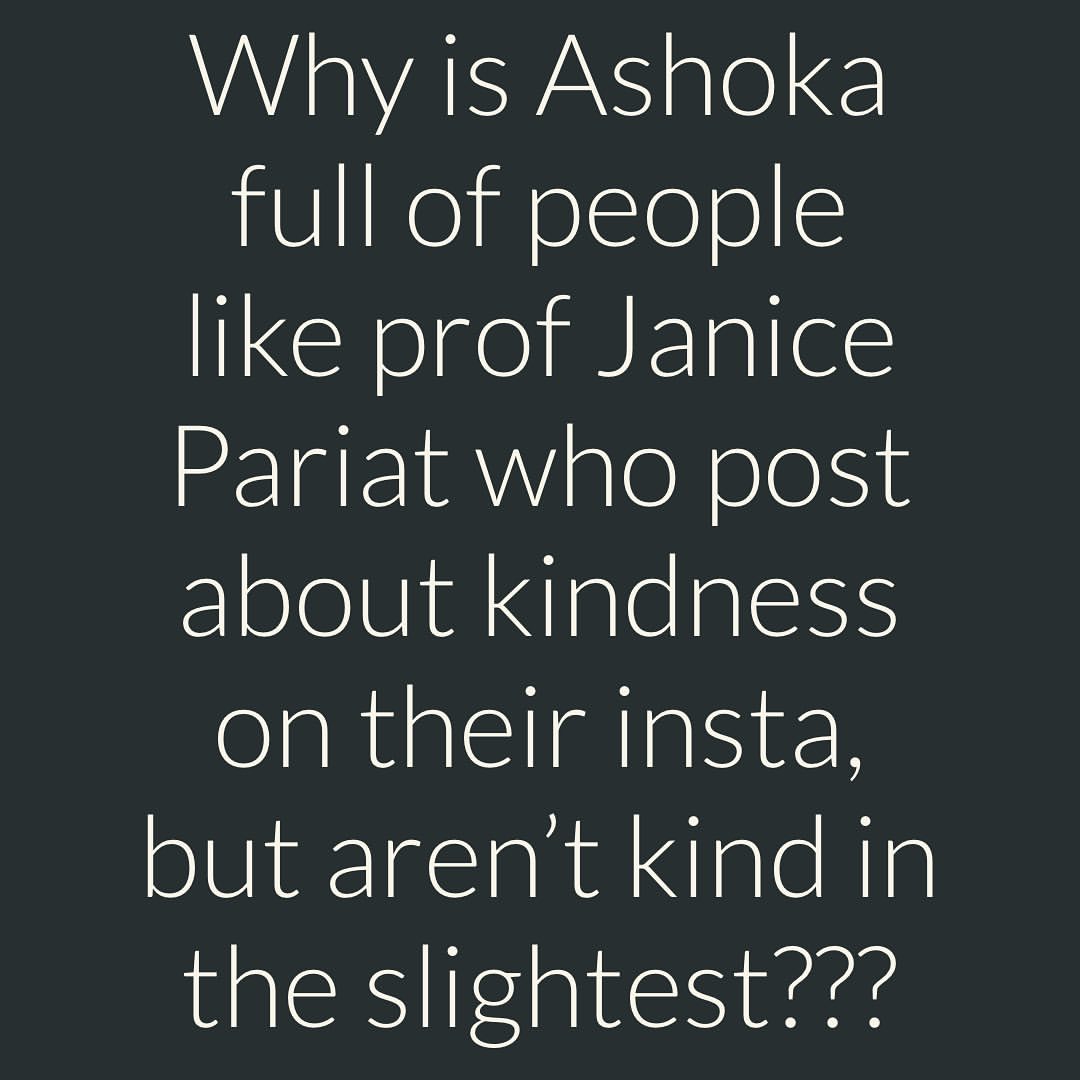 Why is Ashoka
full of people
like prof Janice
Pariat who post
about kindness
on their insta,
but aren’t kind in
the slightest???